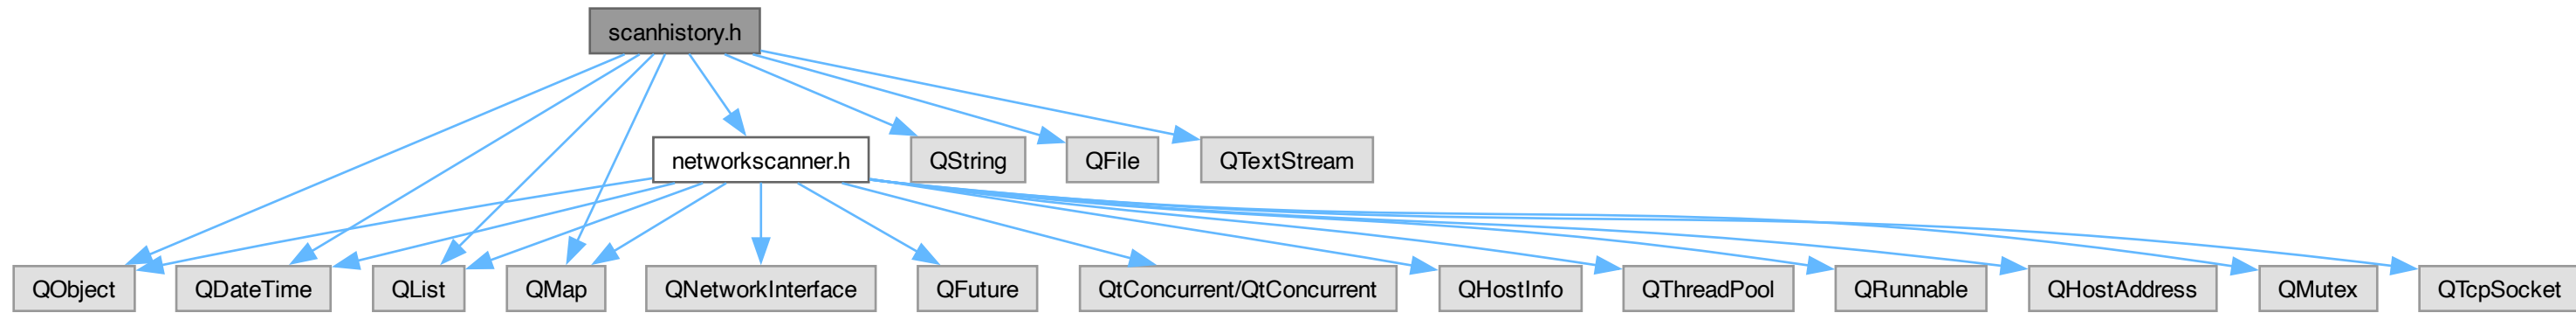 scanhistory.h
networkscanner.h
QString
QFile
QTextStream
QObject
QDateTime
QList
QMap
QNetworkInterface
QFuture
QtConcurrent/QtConcurrent
QHostInfo
QThreadPool
QRunnable
QHostAddress
QMutex
QTcpSocket